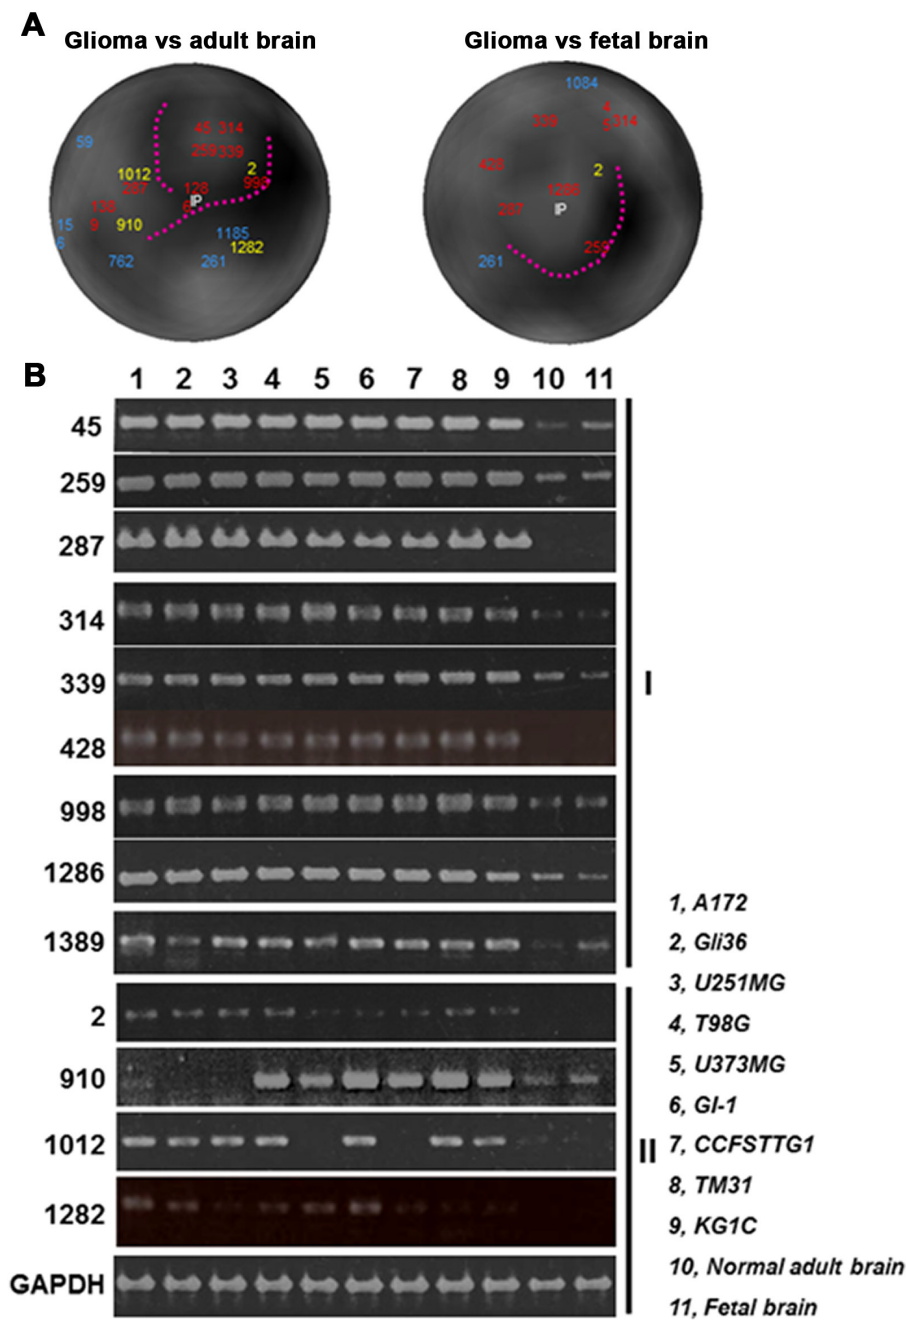 A
Glioma vs adult brain
Glioma vs fetal brain
1084
45 314
4
5 314
339
59
259 339
428
1012
2
2
287
128
998
1286
138
6
IP
287
IP
15
9
910
1185
6
1282
259
762
261
261
B
1 2 3 4 5 6 7 8 9 10 11
45
259
287
314
339
I
428
998
1286
1, A172
1389
2, Gli36
3, U251MG
2
4, T98G
5, U373MG
910
6, GI-1
1012
II
7, CCFSTTG1
8, TM31
1282
9, KG1C
10, Normal adult brain
GAPDH
11, Fetal brain